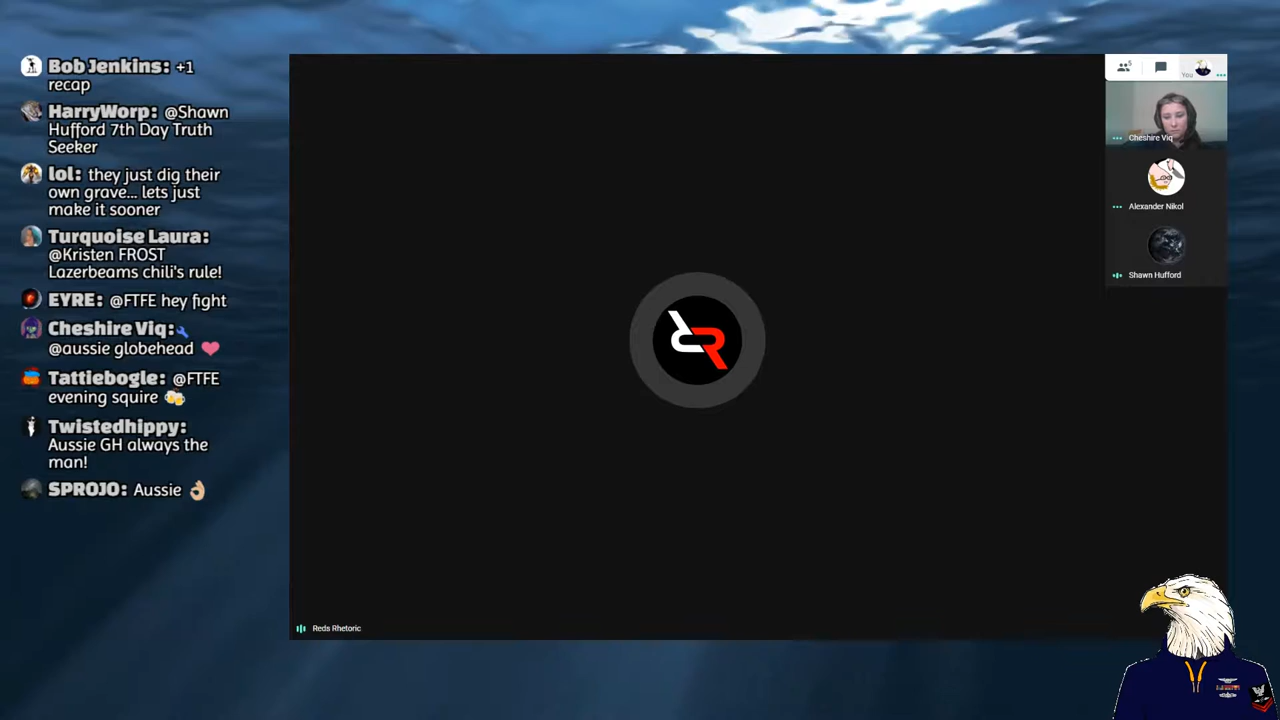 Bob Jenkins: +1
recap
HarryWorp: @Shawn
Hufford 7th Day Truth
Seeker
lol: they just dig their
own grave... lets just
make it sooner
Turquoise Laura:
@Kristen FROST
Lazerbeams chili's rule!
EYRE: @FTFE hey fight
Cheshire Viq:
@aussie globehead
Tattiebogle: @FTFE
evening squire
Twistedhippy:
Aussie GH always the
man!
SPROJO: Aussie
5
You
Cheshire Viq
Alexander Nikol
Shawn Hufford
Reds Rhetoric